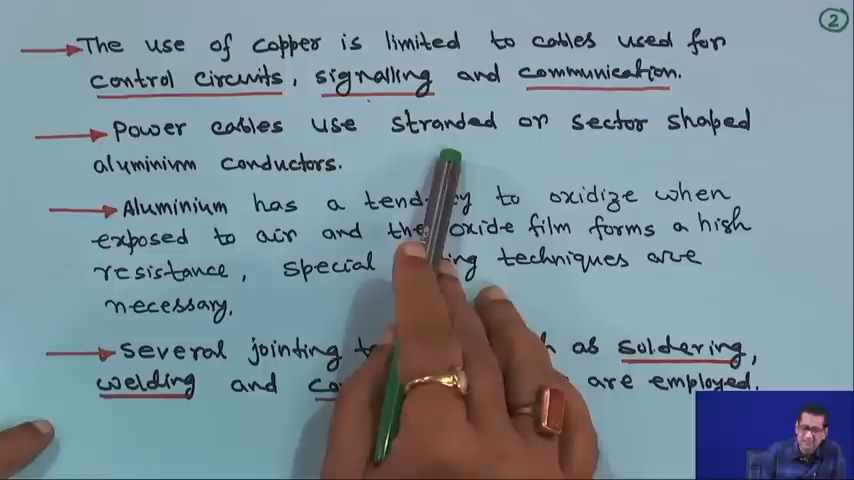 2
The use of copper is limited to cables used for
control circuits, signalling and communication.
Power cables use stranded or sector shaped
aluminium conductors.
Aluminium has a to oxidize when
exposed to air and the oxide film forms a high
resistance, special techniques are
necessary.
Several jointing as soldering,
welding and are employed.